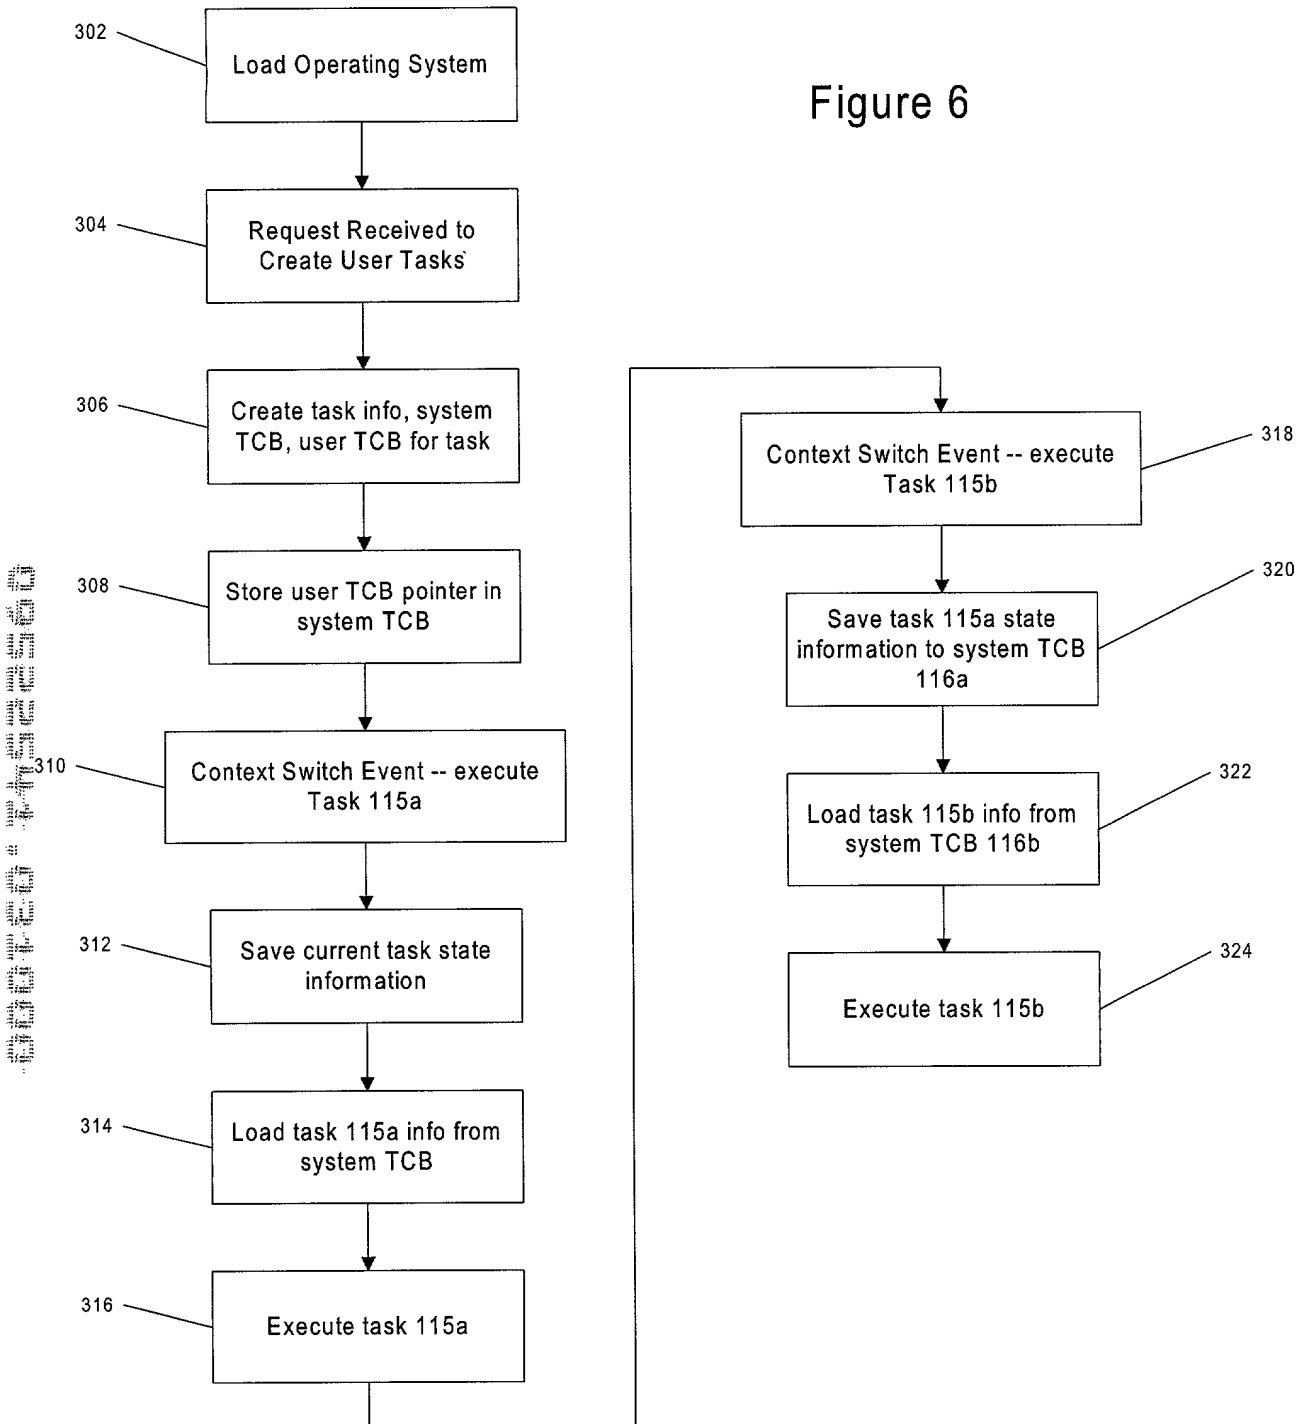 Figure 6
302
Load Operating System
304
Request Received to
Create User Tasks
306
Create task info, system
TCB, user TCB for task
308
Store user TCB pointer in
system TCB
310
Context Switch Event -- execute
Task 115a
312
Save current task state
information
314
Load task 115a info from
system TCB
316
Execute task 115a
318
Context Switch Event -- execute
Task 115b
320
Save task 115a state
information to system TCB
116a
322
Load task 115b info from
system TCB 116b
324
Execute task 115b